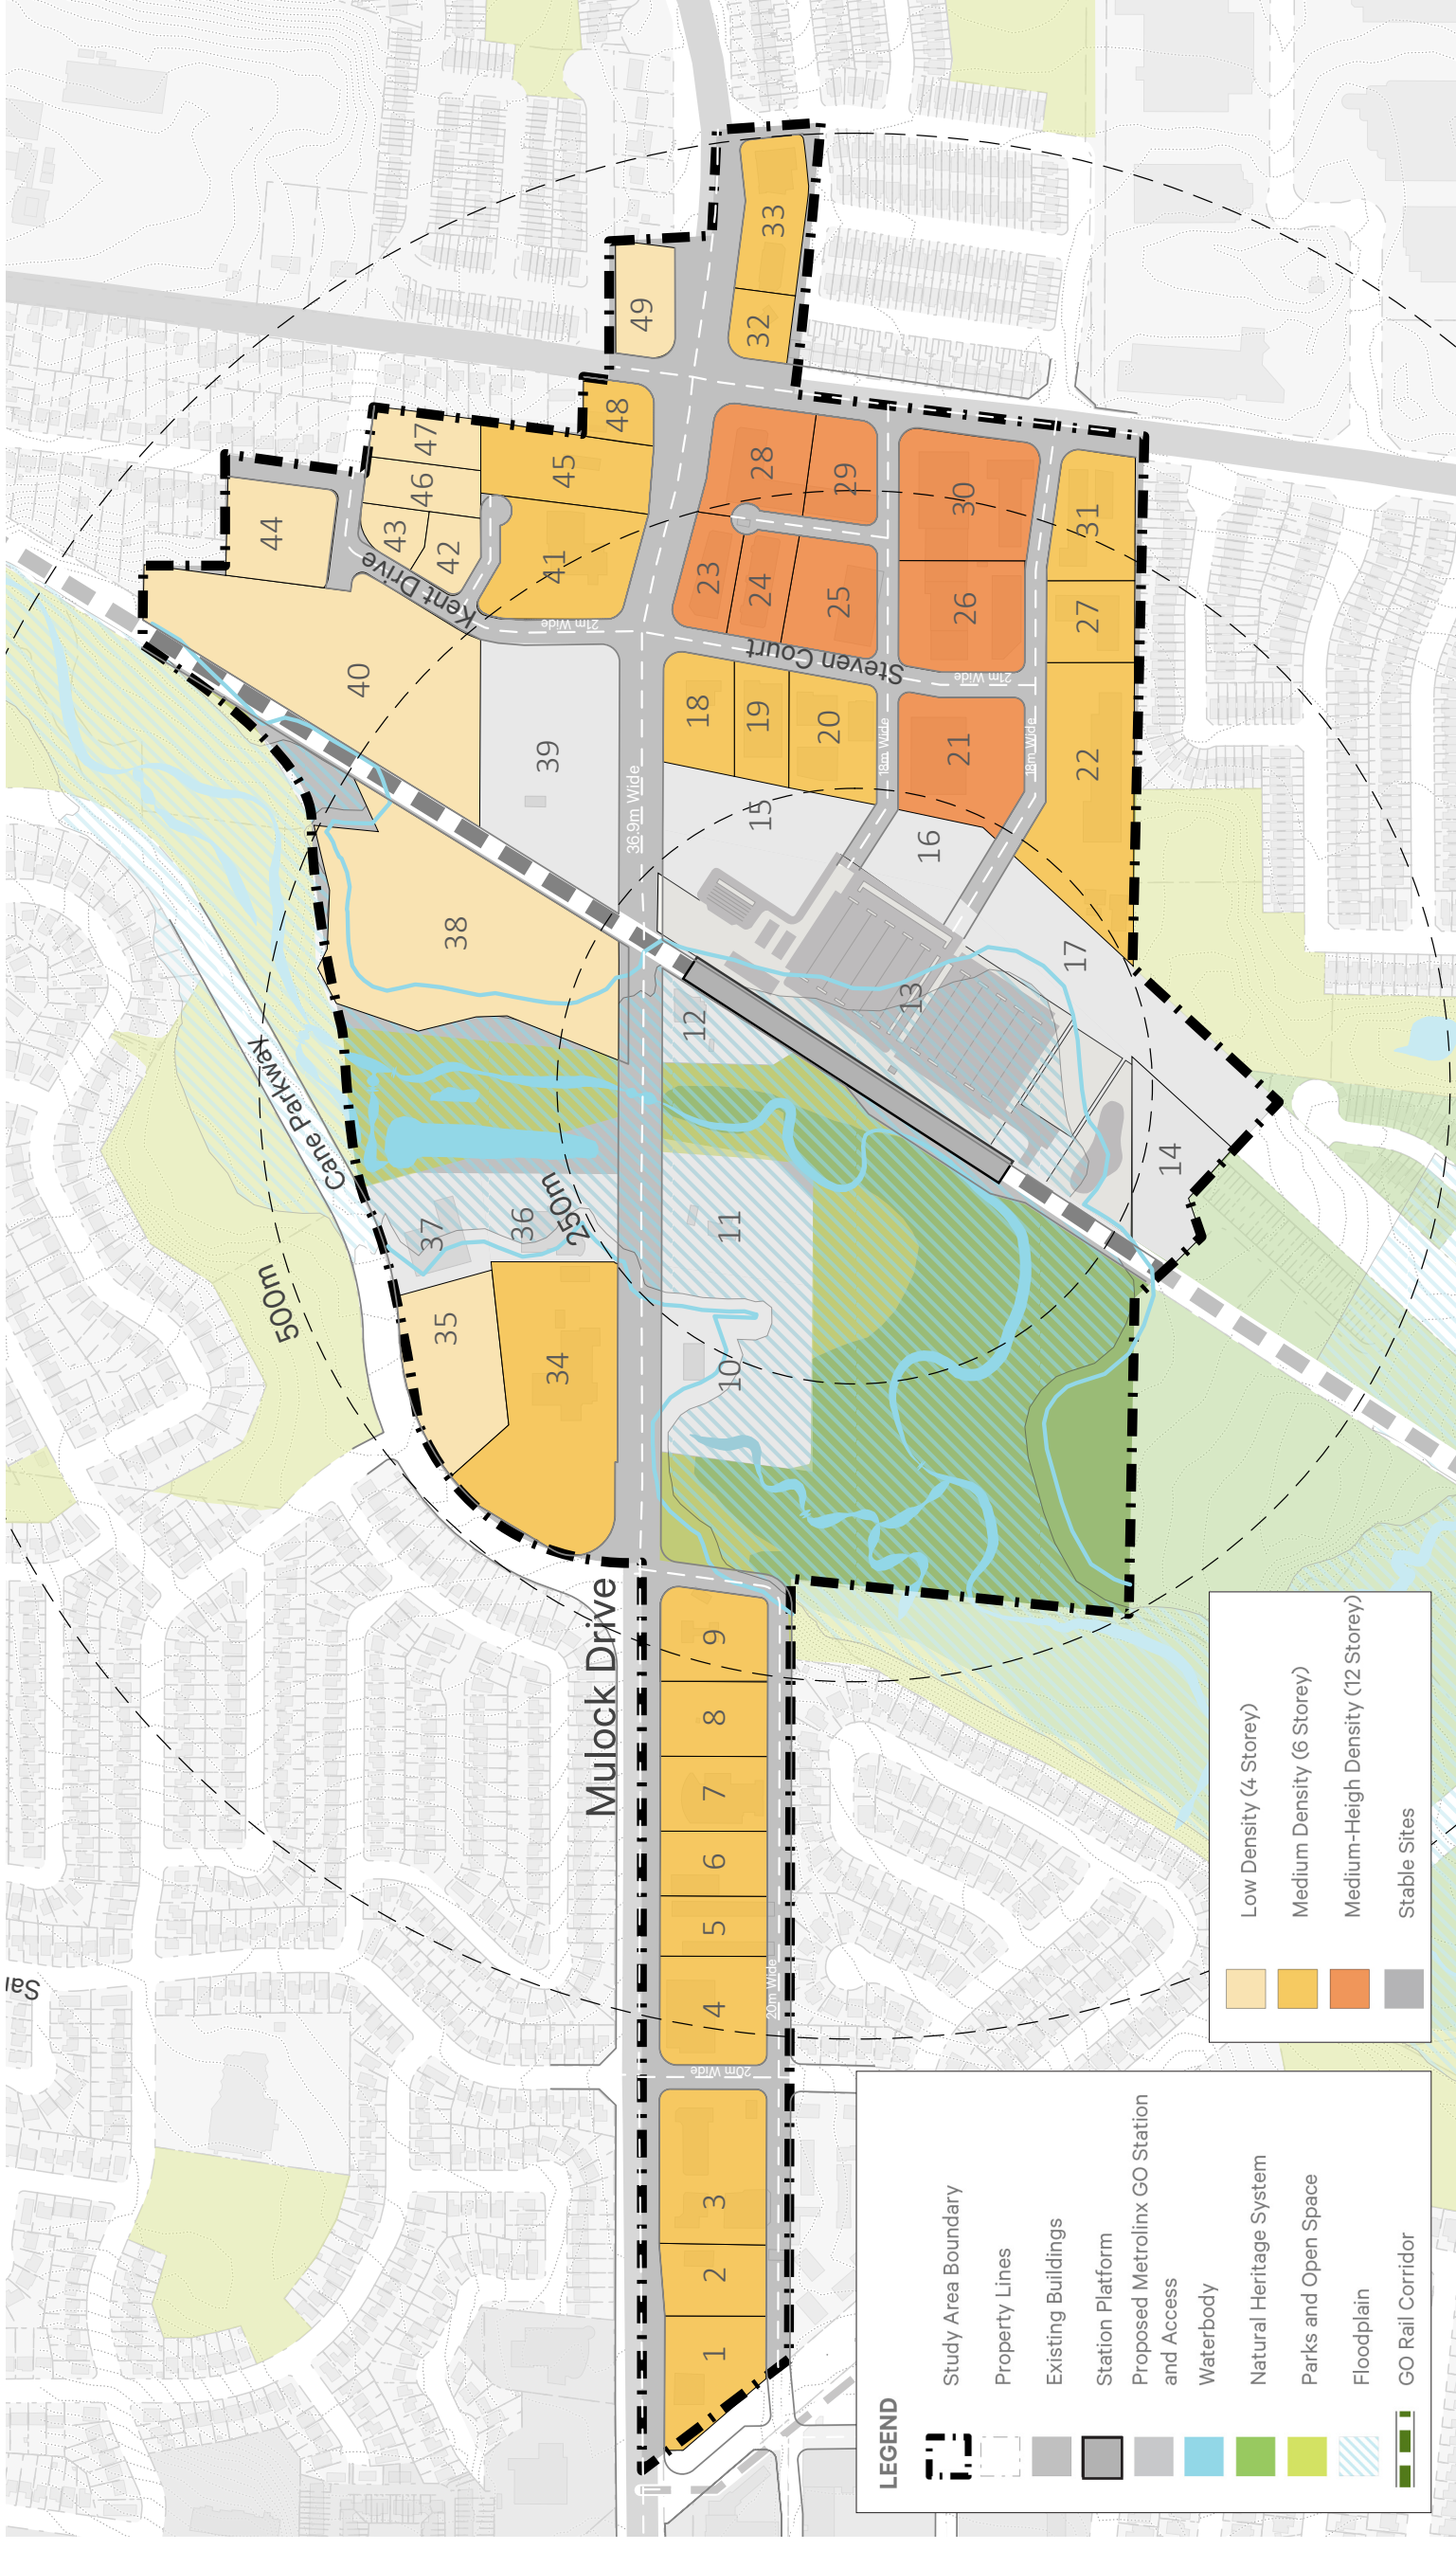 Mulock Drive
Cane Parkway
Kent Drive
Steven Court
500m
250m
36.9m Wide
21m Wide
21m Wide
18m Wide
18m Wide
20m Wide
20m Wide
1
2
3
4
5
6
7
8
9
10
11
12
13
14
15
16
17
18
19
20
21
22
23
24
25
26
27
28
29
30
31
32
33
34
35
36
37
38
39
40
41
42
43
44
45
46
47
48
49
LEGEND
Study Area Boundary
Property Lines
Existing Buildings
Station Platform
Proposed Metrolinx GO Station
and Access
Waterbody
Natural Heritage System
Parks and Open Space
Floodplain
GO Rail Corridor
Low Density (4 Storey)
Medium Density (6 Storey)
Medium-Heigh Density (12 Storey)
Stable Sites